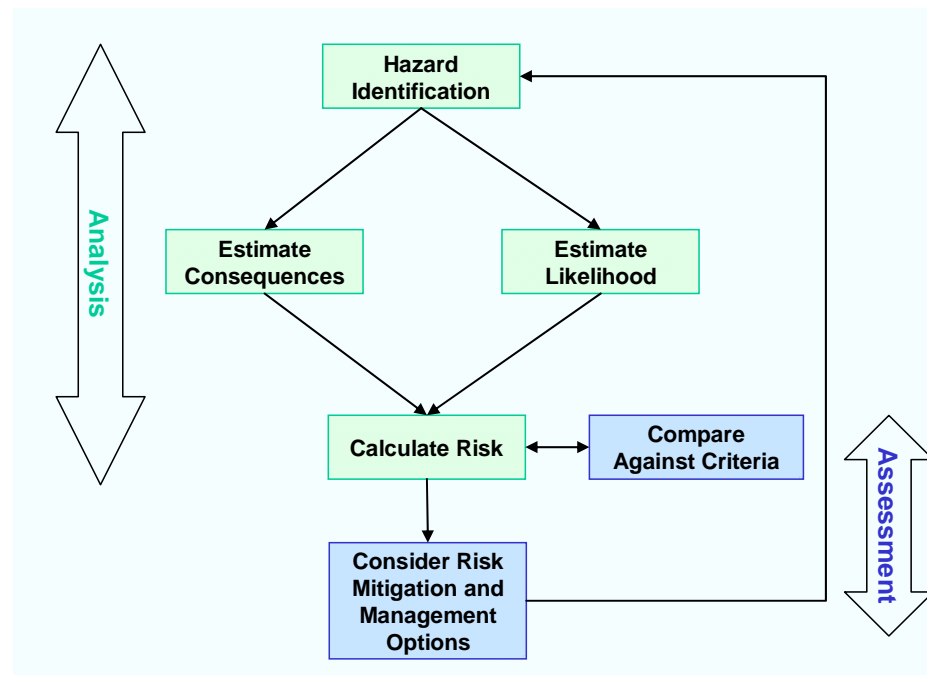 Hazard
Identification
Analysis
Estimate
Consequences
Estimate
Likelihood
Calculate Risk
Compare
Against Criteria
Assessment
Consider Risk
Mitigation and
Management
Options